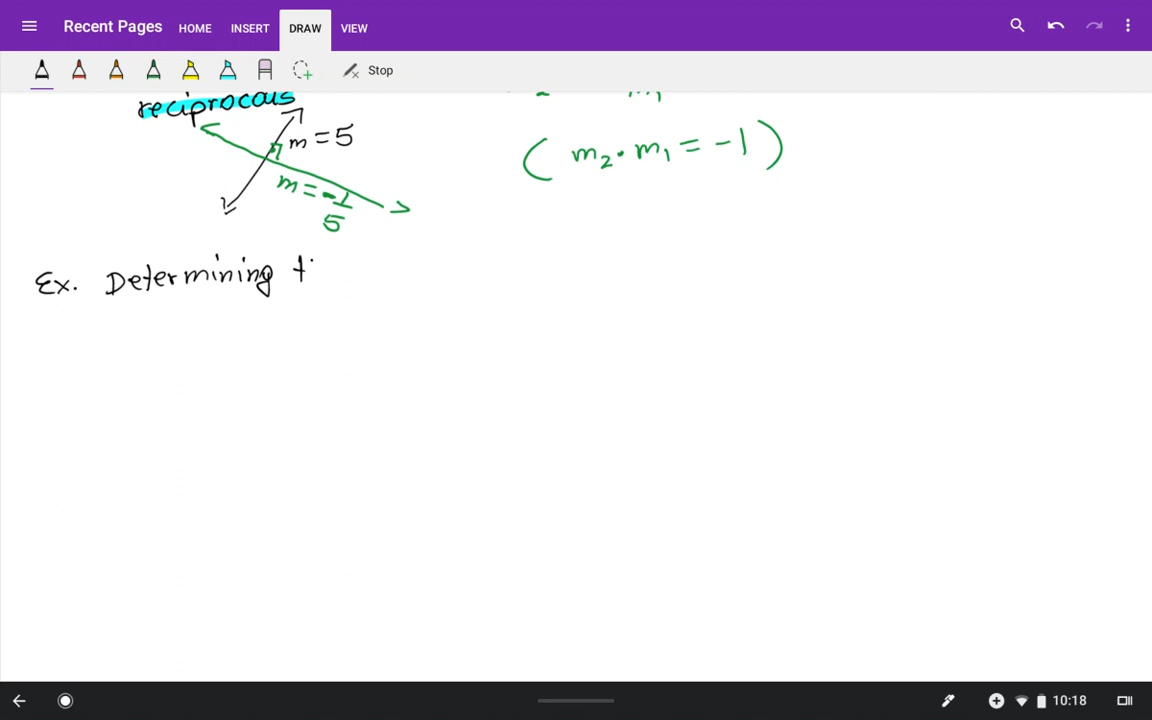 Recent Pages HOME INSERT DRAW VIEW
Stop
reciprocals
m = 5
m = -1/5
( m₂ · m₁ = -1 )
Ex. Determining t
10:18